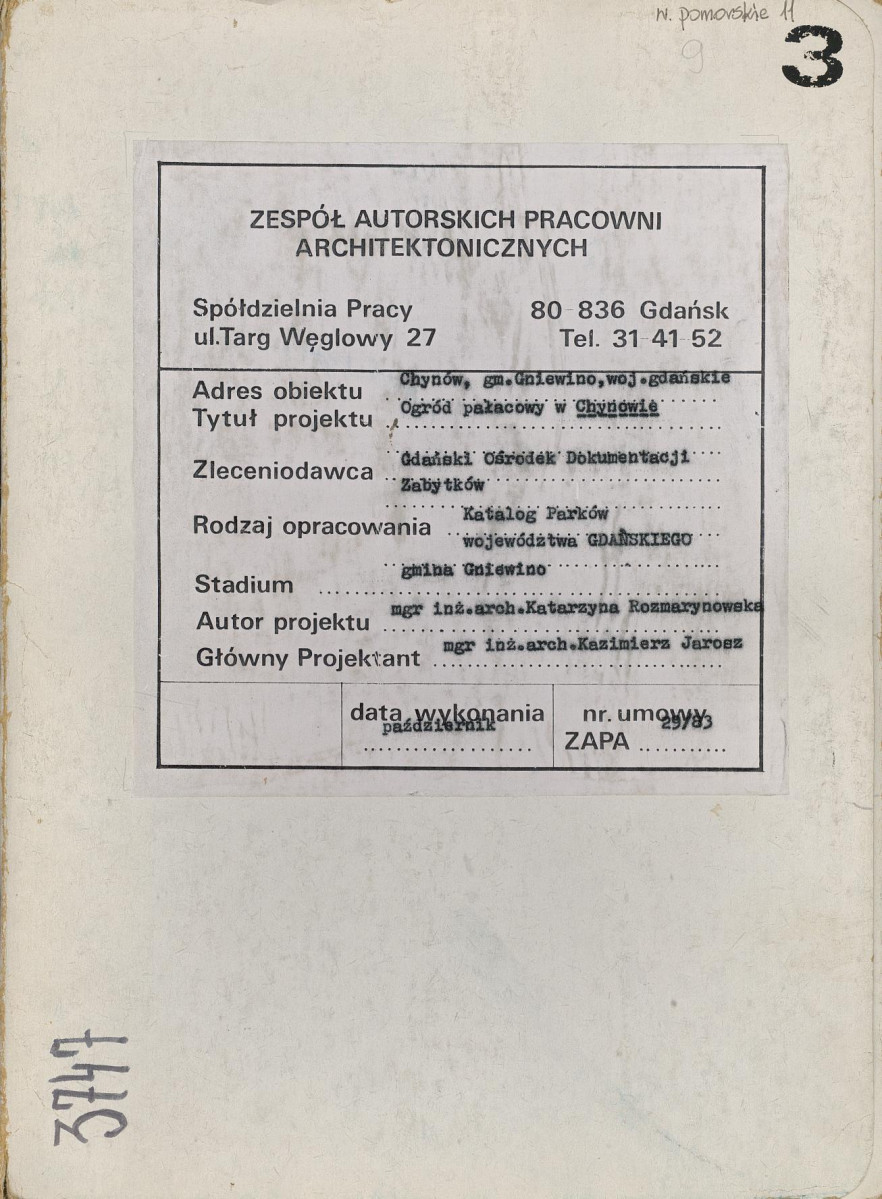 w. pomorskie 11
9
3
ZESPÓŁ AUTORSKICH PRACOWNI
ARCHITEKTONICZNYCH
Spółdzielnia Pracy 80-836 Gdańsk
ul.Targ Węglowy 27 Tel. 31-41-52
Adres obiektu Chynów, gm.Gniewino,woj.gdańskie
Tytuł projektu Ogród pałacowy w Chynowie
Zleceniodawca Gdański Ośrodek Dokumentacji
Zabytków
Rodzaj opracowania Katalog Parków
województwa GDAŃSKIEGO
Stadium gmina Gniewino
Autor projektu mgr inż.arch.Katarzyna Rozmarynowska
Główny Projektant mgr inż.arch.Kazimierz Jarosz
data wykonania nr. umowy
październik 29/83
ZAPA
3747